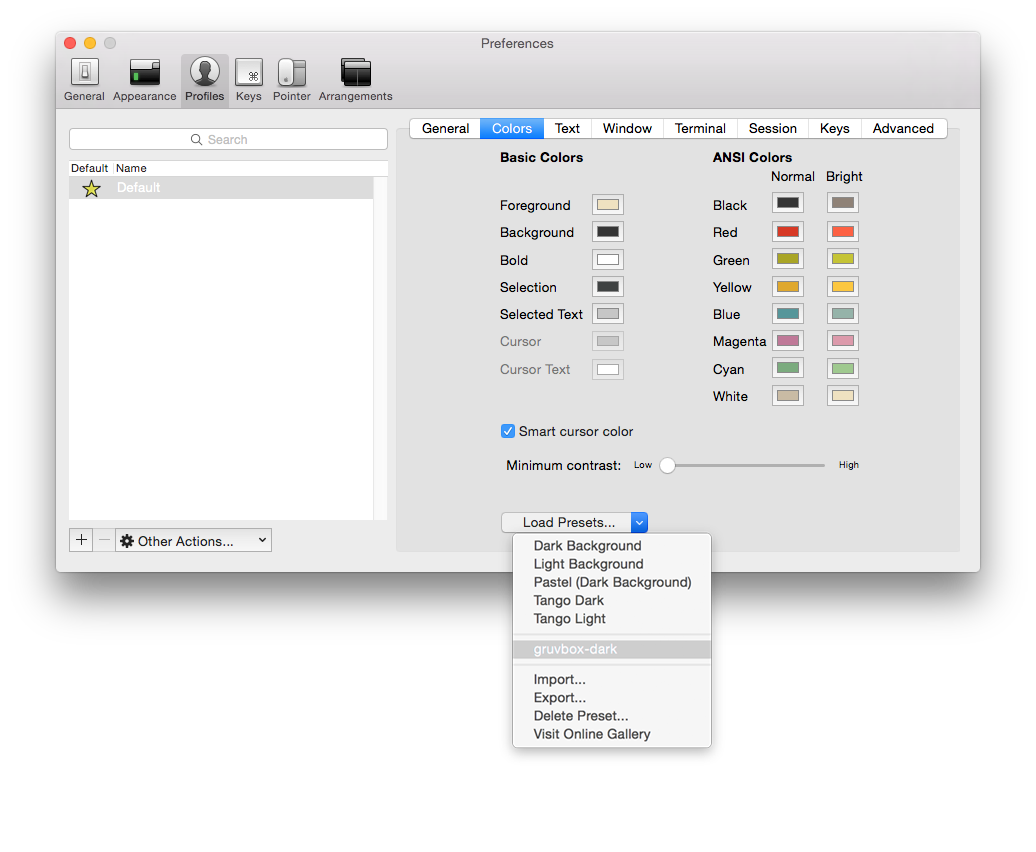 Preferences
General Appearance Profiles Keys Pointer Arrangements
Search
Default Name
Default
Other Actions...
General Colors Text Window Terminal Session Keys Advanced
Basic Colors
Foreground
Background
Bold
Selection
Selected Text
Cursor
Cursor Text
ANSI Colors
Normal Bright
Black
Red
Green
Yellow
Blue
Magenta
Cyan
White
Smart cursor color
Minimum contrast: Low High
Load Presets...
Dark Background
Light Background
Pastel (Dark Background)
Tango Dark
Tango Light
gruvbox-dark
Import...
Export...
Delete Preset...
Visit Online Gallery